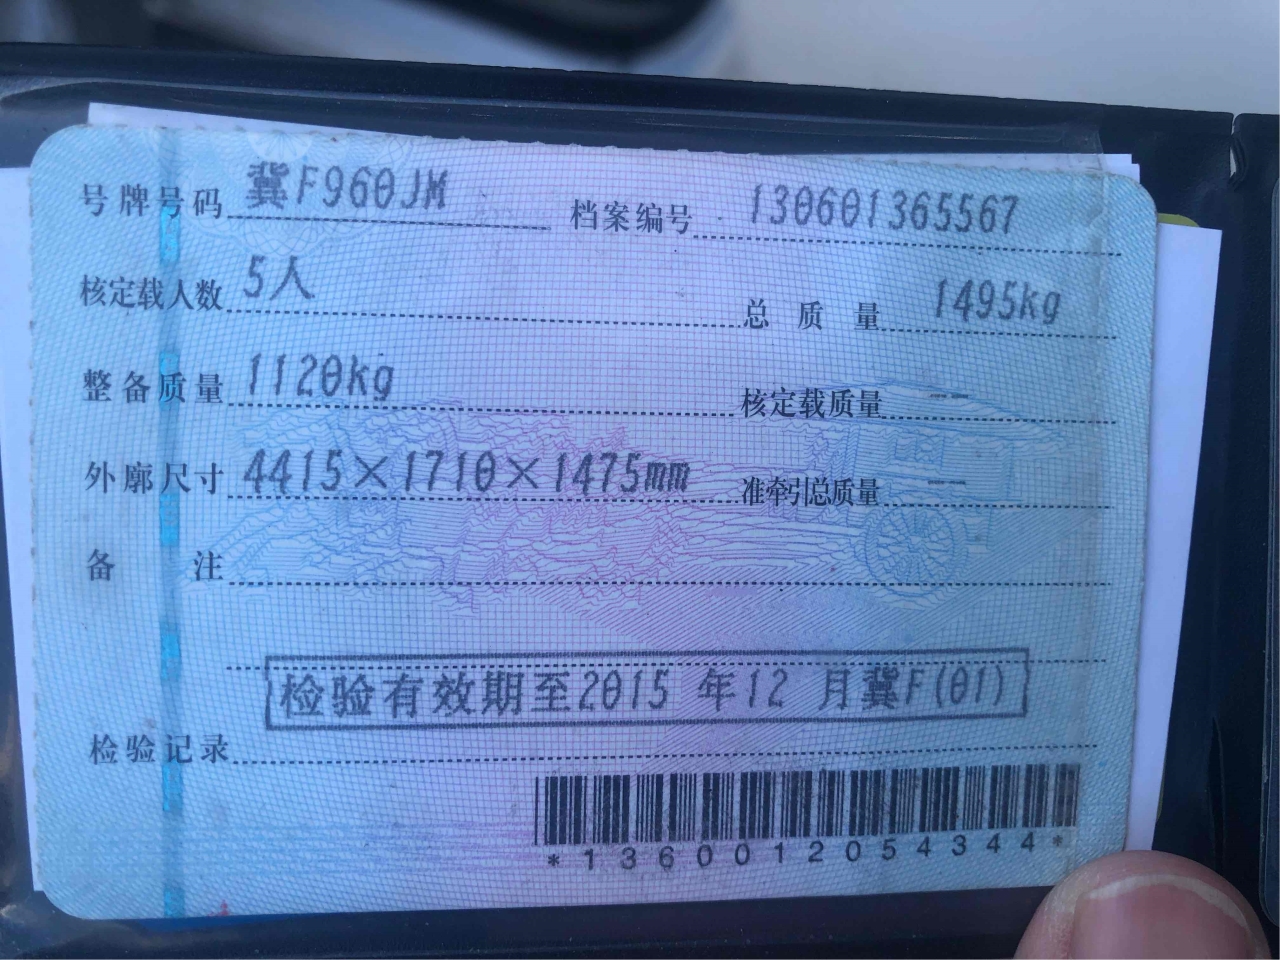 号牌号码 冀F960JM 档案编号 130601365567
核定载人数 5人 总质量 1495kg
整备质量 1120kg 核定载质量 --
外廓尺寸 4415×1710×1475mm 准牵引总质量 --
备注
检验有效期至2015 年12 月冀F(01)
检验记录
*1360012054344*